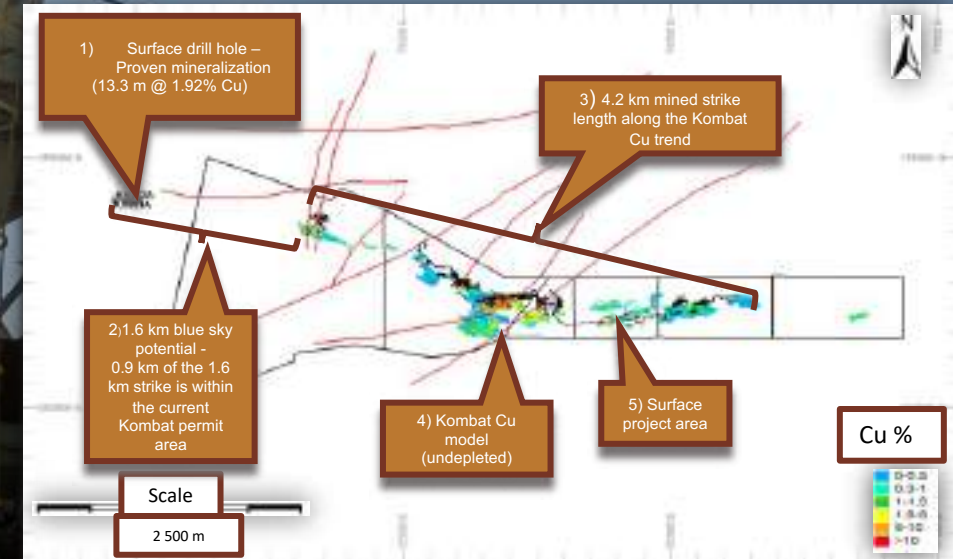 1) Surface drill hole –
Proven mineralization
(13.3 m @ 1.92% Cu)
N
3) 4.2 km mined strike
length along the Kombat
Cu trend
2)1.6 km blue sky
potential -
0.9 km of the 1.6
km strike is within
the current
Kombat permit
area
4) Kombat Cu
model
(undepleted)
5) Surface
project area
Scale
2 500 m
Cu %
>10